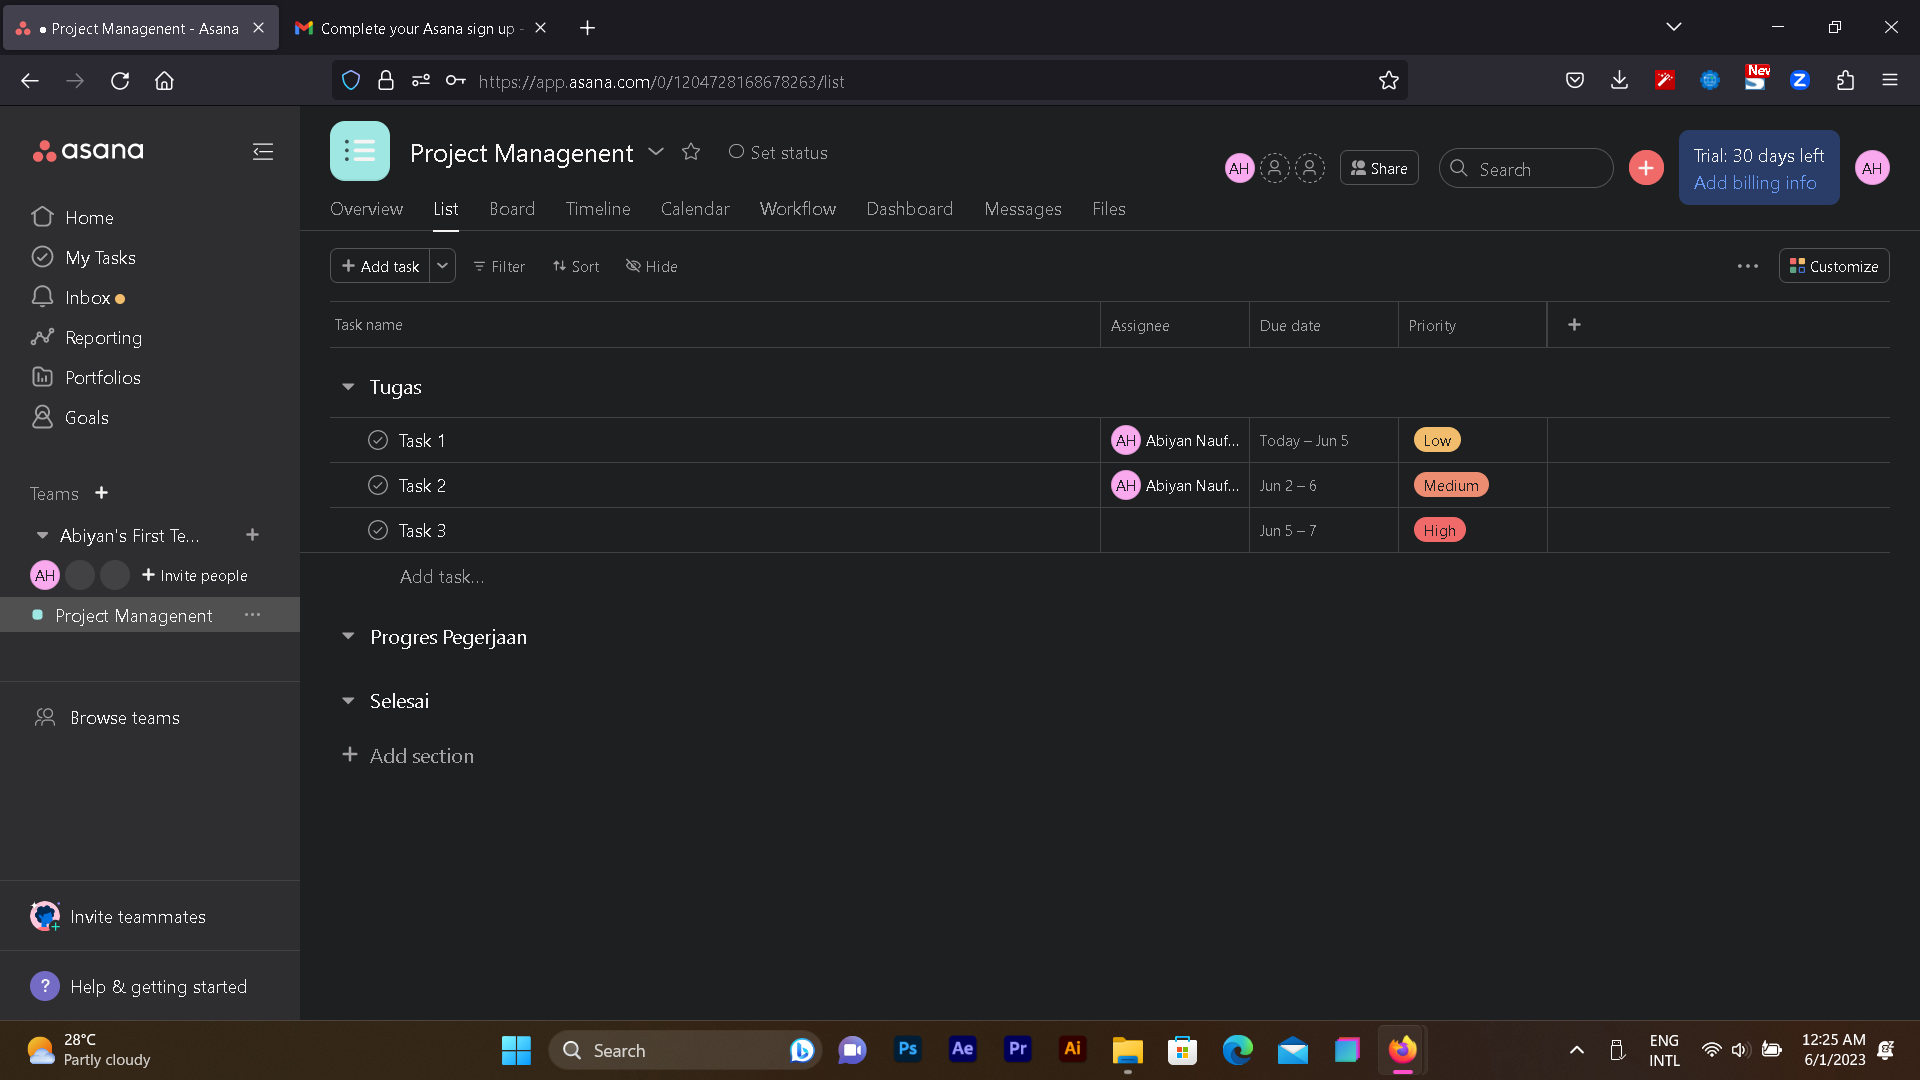 Project Managenent - Asana
Complete your Asana sign up -
https://app.asana.com/0/1204728168678263/list
New
asana
Home
My Tasks
Inbox
Reporting
Portfolios
Goals
Teams
Abiyan's First Te...
AH
Invite people
Project Managenent
Browse teams
Invite teammates
? Help & getting started
Project Managenent
Set status
AH
Share
Search
Trial: 30 days left
Add billing info
AH
Overview List Board Timeline Calendar Workflow Dashboard Messages Files
+ Add task Filter Sort Hide
Customize
Task name Assignee Due date Priority +
Tugas
Task 1 AH Abiyan Nauf... Today – Jun 5 Low
Task 2 AH Abiyan Nauf... Jun 2 – 6 Medium
Task 3 Jun 5 – 7 High
Add task...
Progres Pegerjaan
Selesai
+ Add section
28°C
Partly cloudy
Search
Ps
Ae
Pr
Ai
ENG
INTL
12:25 AM
6/1/2023